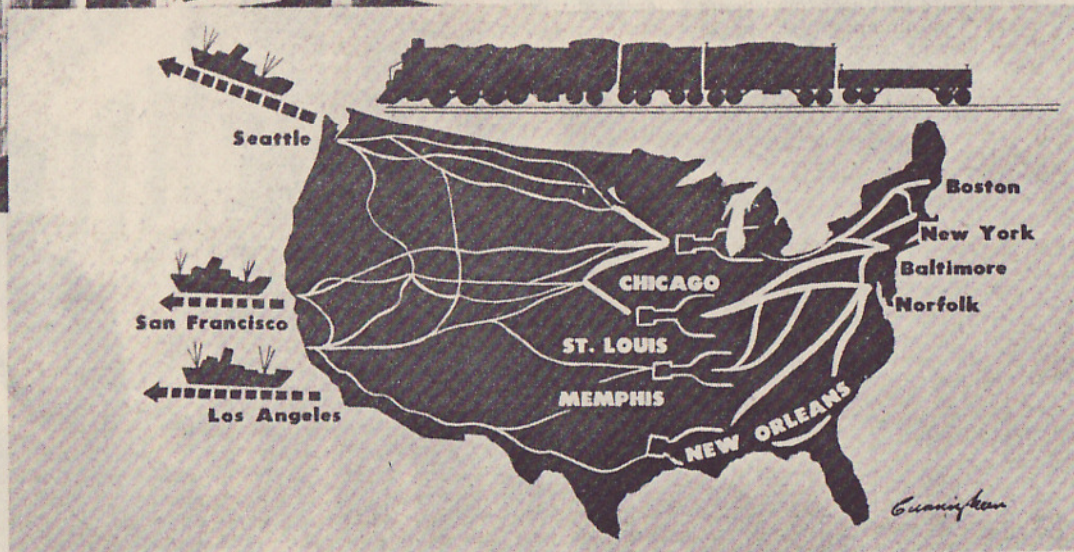 Seattle
Boston
New York
Baltimore
CHICAGO
Norfolk
San Francisco
ST. LOUIS
MEMPHIS
Los Angeles
NEW ORLEANS